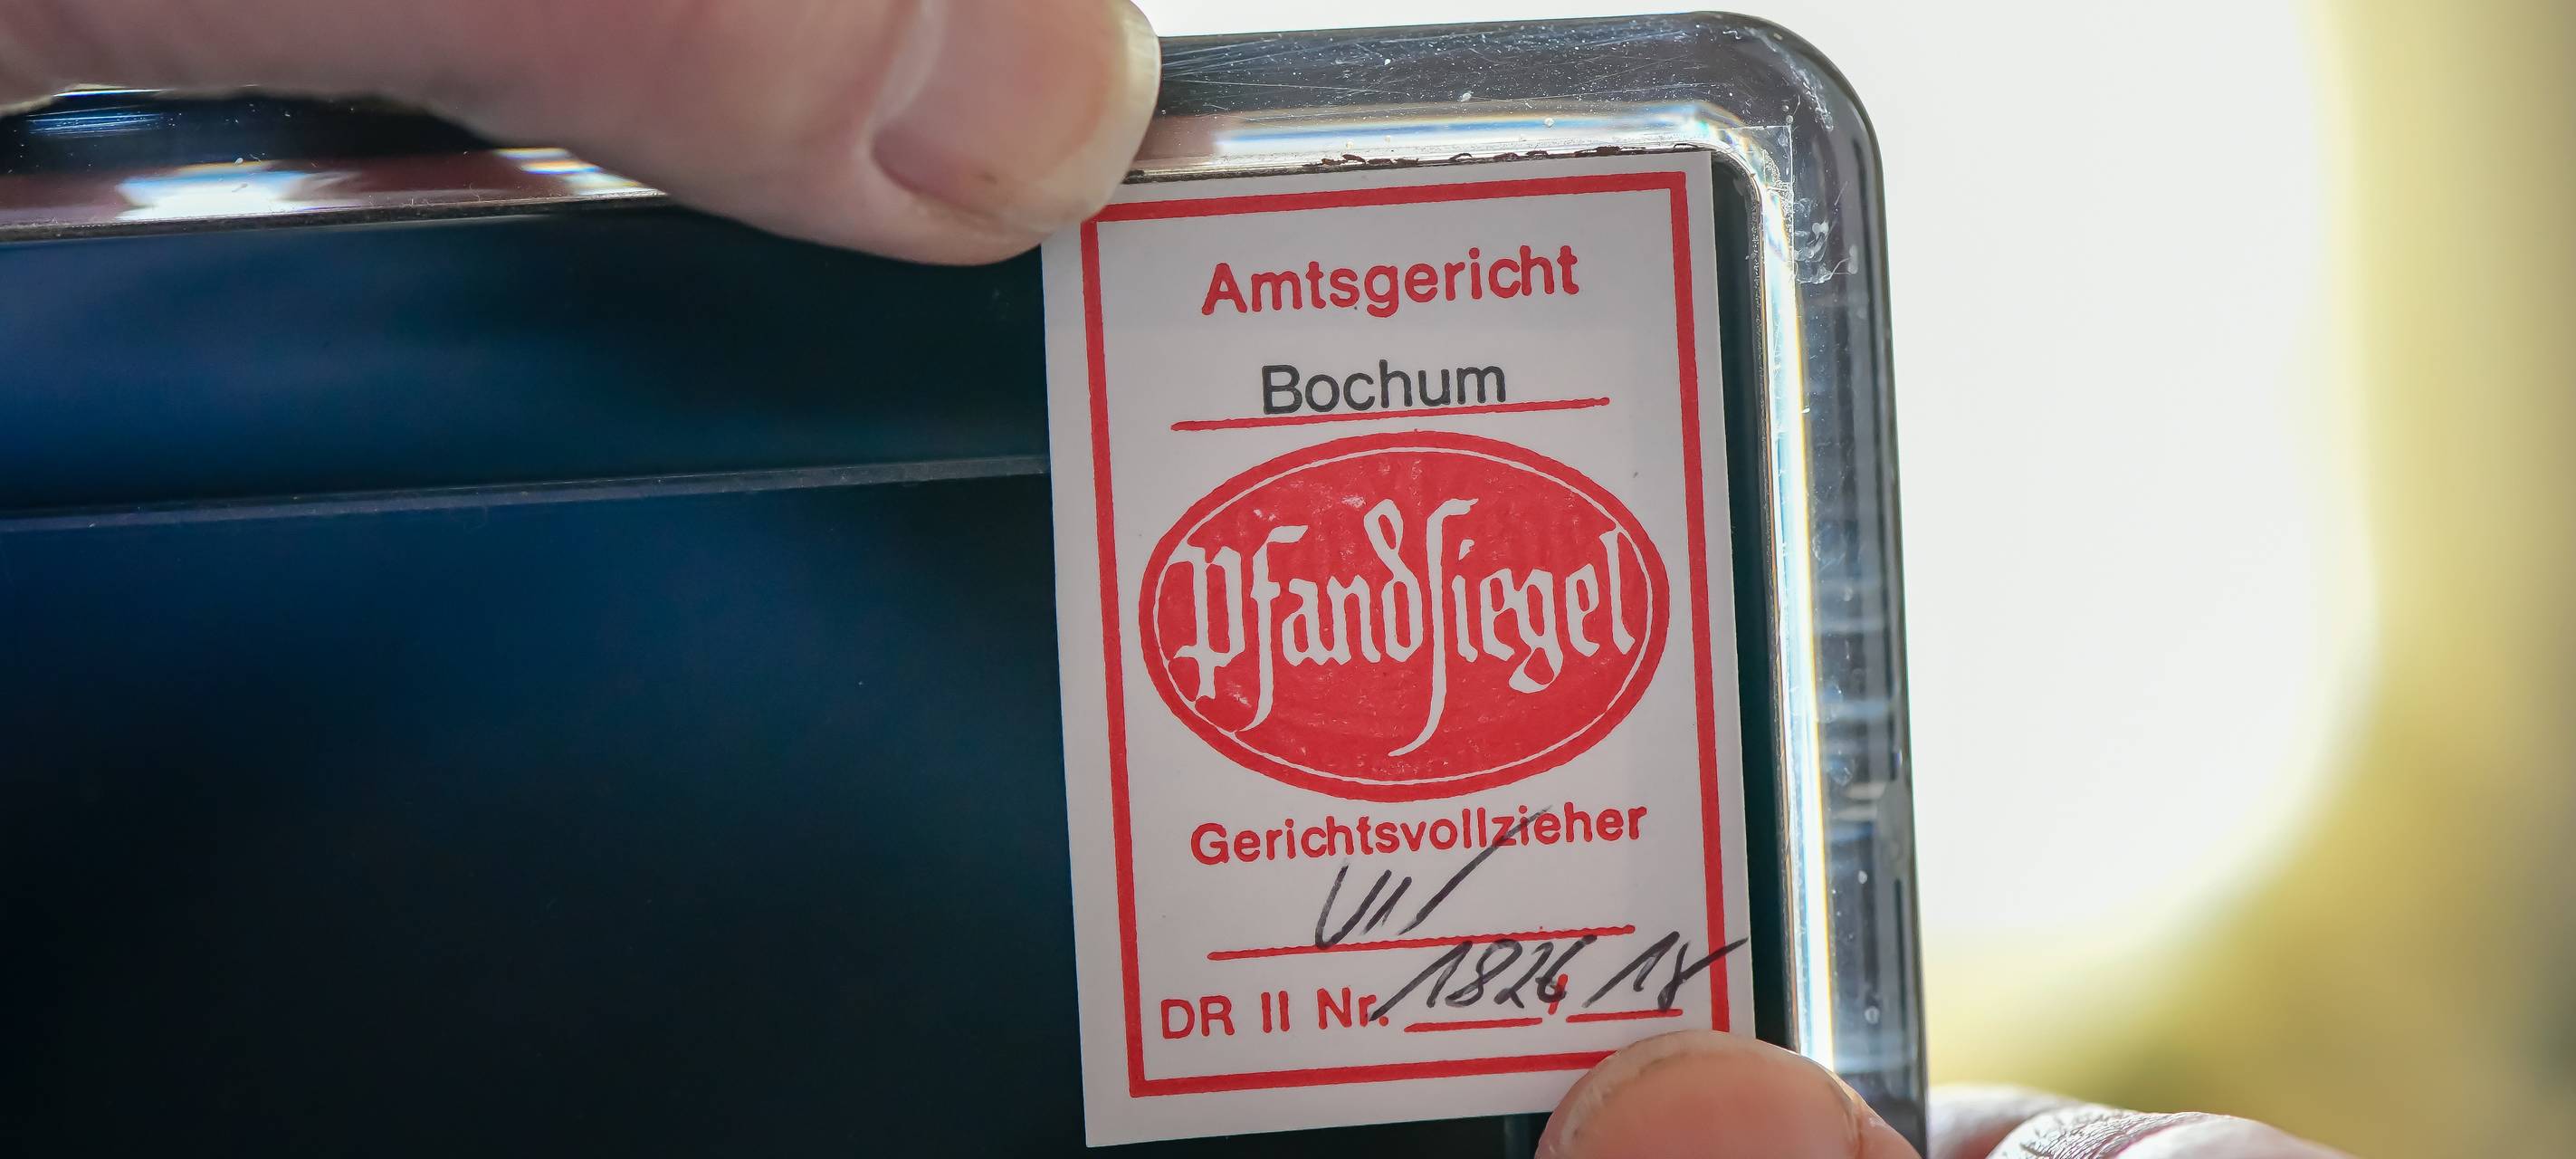 Amtsgericht
Bochum
Pfandsiegel
Gerichtsvollzieher
DR II Nr. 1826/18